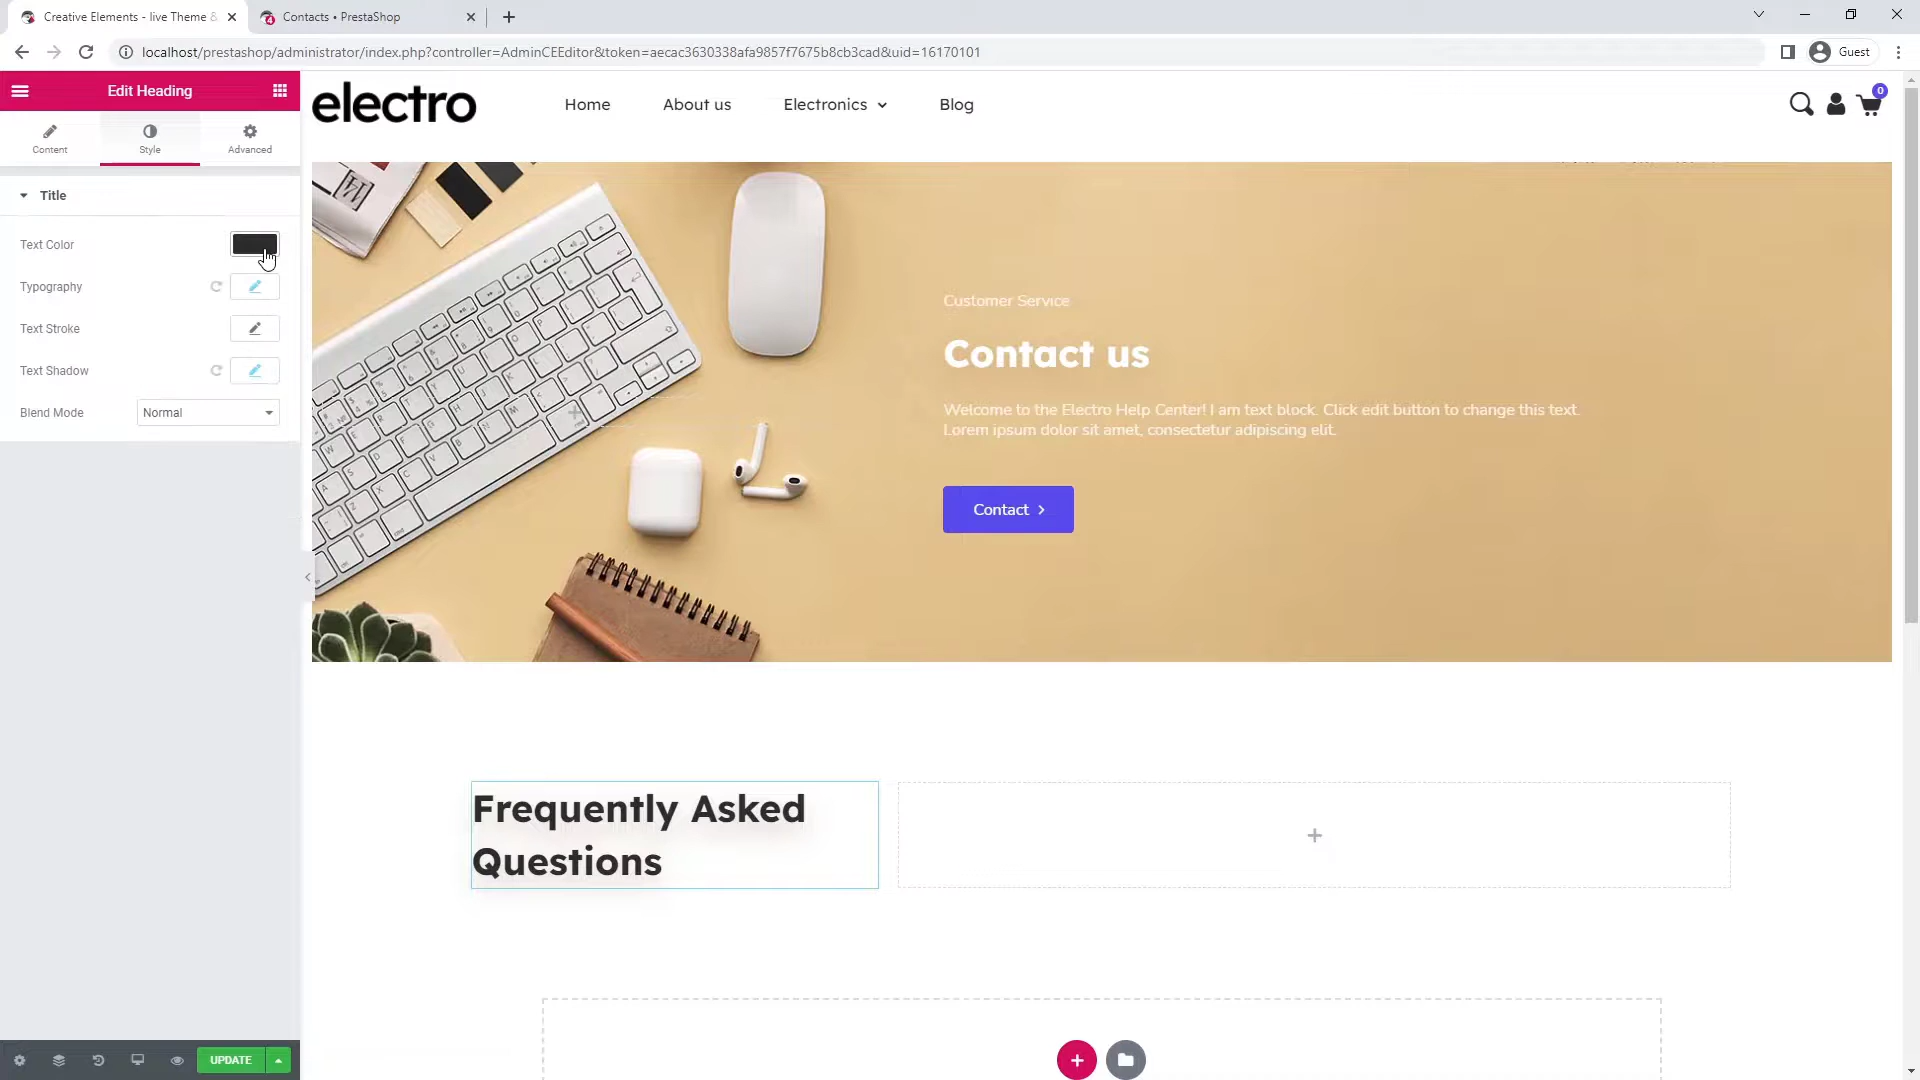 Creative Elements - live Theme &
Contacts • PrestaShop
localhost/prestashop/administrator/index.php?controller=AdminCEEditor&token=aecac3630338afa9857f7675b8cb3cad&uid=16170101
Guest
Edit Heading
Content
Style
Advanced
Title
Text Color
Typography
Text Stroke
Text Shadow
Blend Mode
Normal
UPDATE
electro
Home
About us
Electronics
Blog
0
Customer Service
Contact us
Welcome to the Electro Help Center! I am text block. Click edit button to change this text.
Lorem ipsum dolor sit amet, consectetur adipiscing elit.
Contact
Frequently Asked
Questions